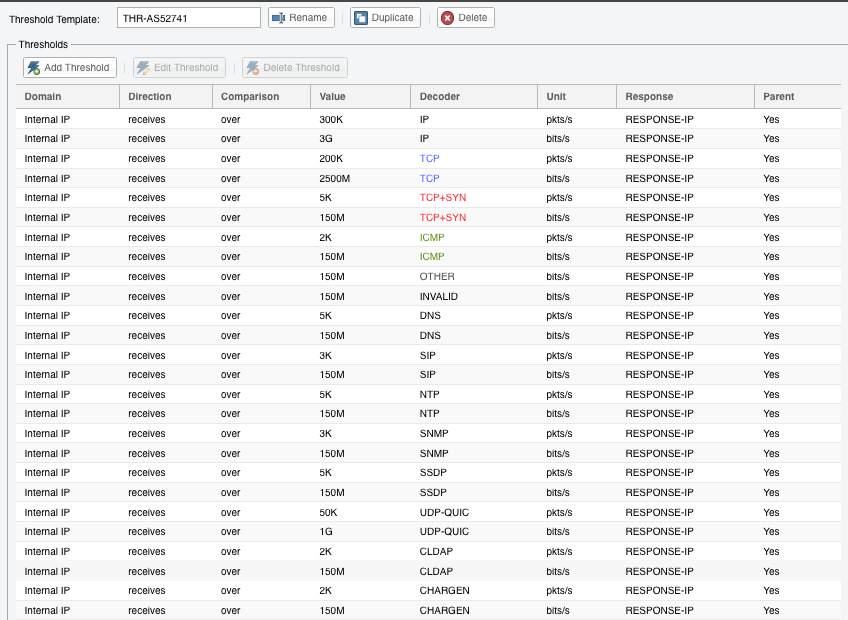 Threshold Template: THR-AS52741 Rename Duplicate Delete
Thresholds
Add Threshold Edit Threshold Delete Threshold
Domain Direction Comparison Value Decoder Unit Response Parent
Internal IP receives over 300K IP pkts/s RESPONSE-IP Yes
Internal IP receives over 3G IP bits/s RESPONSE-IP Yes
Internal IP receives over 200K TCP pkts/s RESPONSE-IP Yes
Internal IP receives over 2500M TCP bits/s RESPONSE-IP Yes
Internal IP receives over 5K TCP+SYN pkts/s RESPONSE-IP Yes
Internal IP receives over 150M TCP+SYN bits/s RESPONSE-IP Yes
Internal IP receives over 2K ICMP pkts/s RESPONSE-IP Yes
Internal IP receives over 150M ICMP bits/s RESPONSE-IP Yes
Internal IP receives over 150M OTHER bits/s RESPONSE-IP Yes
Internal IP receives over 150M INVALID bits/s RESPONSE-IP Yes
Internal IP receives over 5K DNS pkts/s RESPONSE-IP Yes
Internal IP receives over 150M DNS bits/s RESPONSE-IP Yes
Internal IP receives over 3K SIP pkts/s RESPONSE-IP Yes
Internal IP receives over 150M SIP bits/s RESPONSE-IP Yes
Internal IP receives over 5K NTP pkts/s RESPONSE-IP Yes
Internal IP receives over 150M NTP bits/s RESPONSE-IP Yes
Internal IP receives over 3K SNMP pkts/s RESPONSE-IP Yes
Internal IP receives over 150M SNMP bits/s RESPONSE-IP Yes
Internal IP receives over 5K SSDP pkts/s RESPONSE-IP Yes
Internal IP receives over 150M SSDP bits/s RESPONSE-IP Yes
Internal IP receives over 50K UDP-QUIC pkts/s RESPONSE-IP Yes
Internal IP receives over 1G UDP-QUIC bits/s RESPONSE-IP Yes
Internal IP receives over 2K CLDAP pkts/s RESPONSE-IP Yes
Internal IP receives over 150M CLDAP bits/s RESPONSE-IP Yes
Internal IP receives over 2K CHARGEN pkts/s RESPONSE-IP Yes
Internal IP receives over 150M CHARGEN bits/s RESPONSE-IP Yes